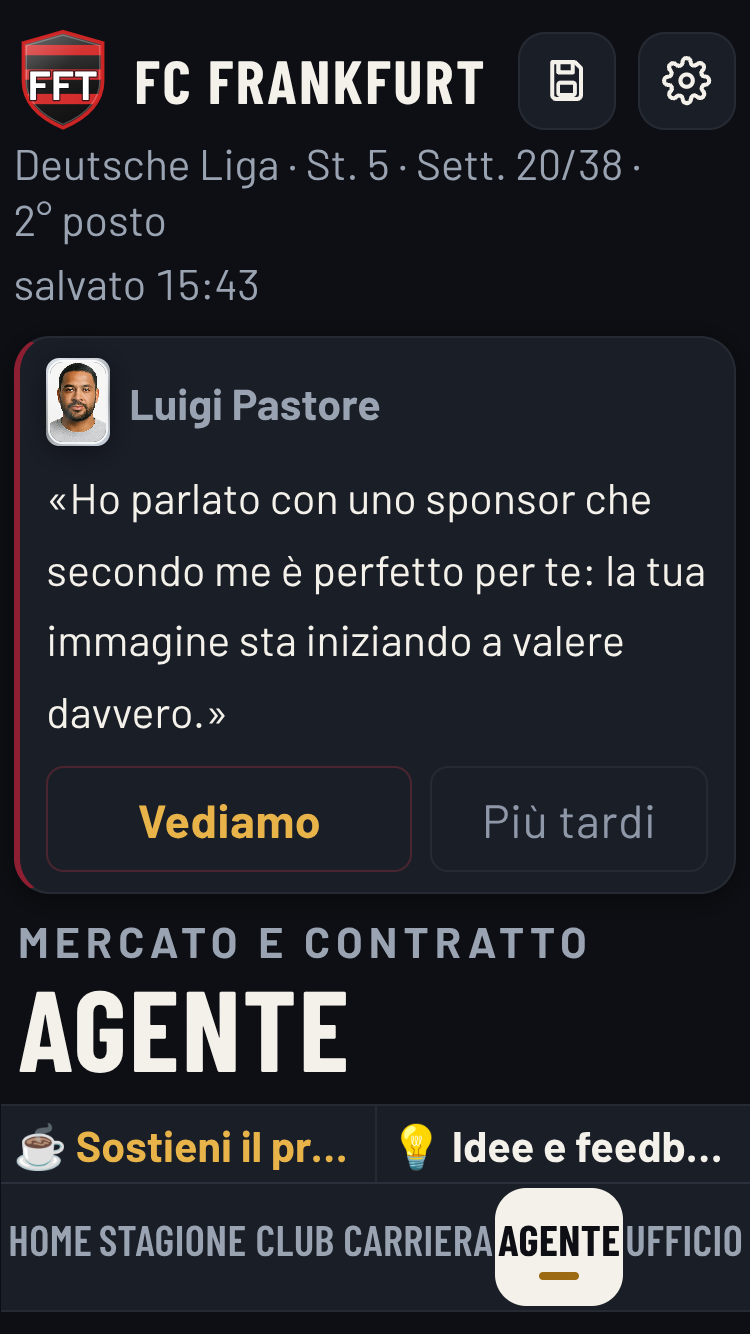 FFT
FC FRANKFURT
Deutsche Liga · St. 5 · Sett. 20/38 ·
2° posto
salvato 15:43
Luigi Pastore
«Ho parlato con uno sponsor che
secondo me è perfetto per te: la tua
immagine sta iniziando a valere
davvero.»
Vediamo
Più tardi
MERCATO E CONTRATTO
AGENTE
☕ Sostieni il pr...
💡 Idee e feedb...
HOME STAGIONE CLUB CARRIERA AGENTE UFFICIO